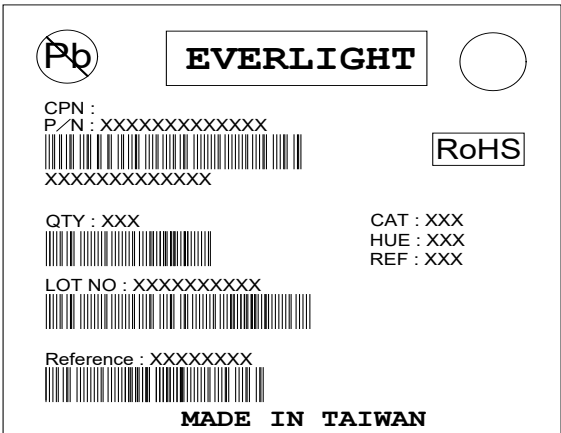 Pb
EVERLIGHT
CPN :
P/N : XXXXXXXXXXXXX
RoHS
XXXXXXXXXXXXX
QTY : XXX
CAT : XXX
HUE : XXX
REF : XXX
LOT NO : XXXXXXXXXX
Reference : XXXXXXXX
MADE IN TAIWAN